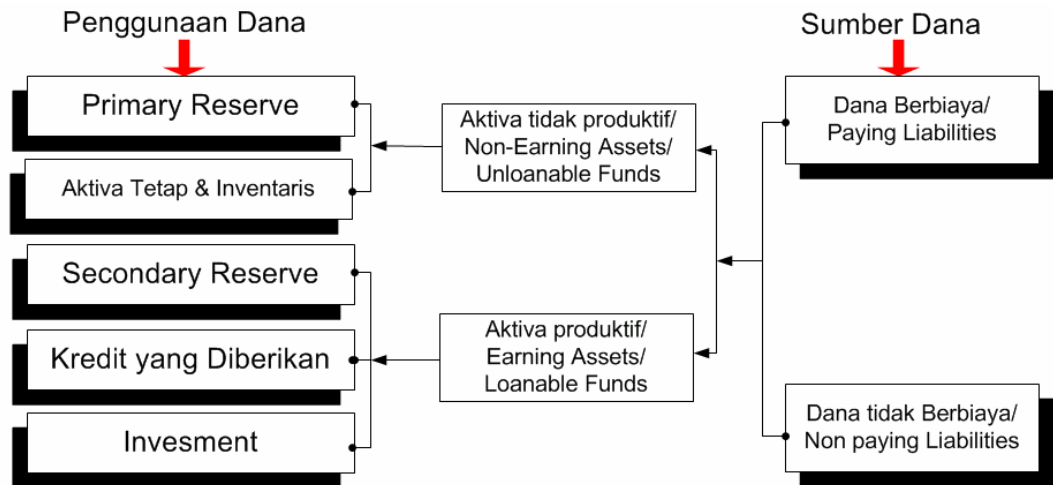 Penggunaan Dana
Primary Reserve
Aktiva Tetap & Inventaris
Secondary Reserve
Kredit yang Diberikan
Invesment
Aktiva tidak produktif/
Non-Earning Assets/
Unloanable Funds
Aktiva produktif/
Earning Assets/
Loanable Funds
Sumber Dana
Dana Berbiaya/
Paying Liabilities
Dana tidak Berbiaya/
Non paying Liabilities